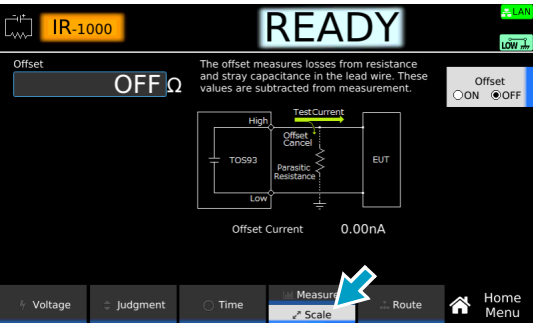 IR-1000
READY
LAN
LOW
Offset
OFF Ω
The offset measures losses from resistance
and stray capacitance in the lead wire. These
values are subtracted from measurement.
Offset
ON OFF
TestCurrent
High
Offset
Cancel
TOS93
EUT
Parasitic
Resistance
Low
Offset Current 0.00nA
Voltage
Judgment
Time
Measure
Scale
Route
Home
Menu